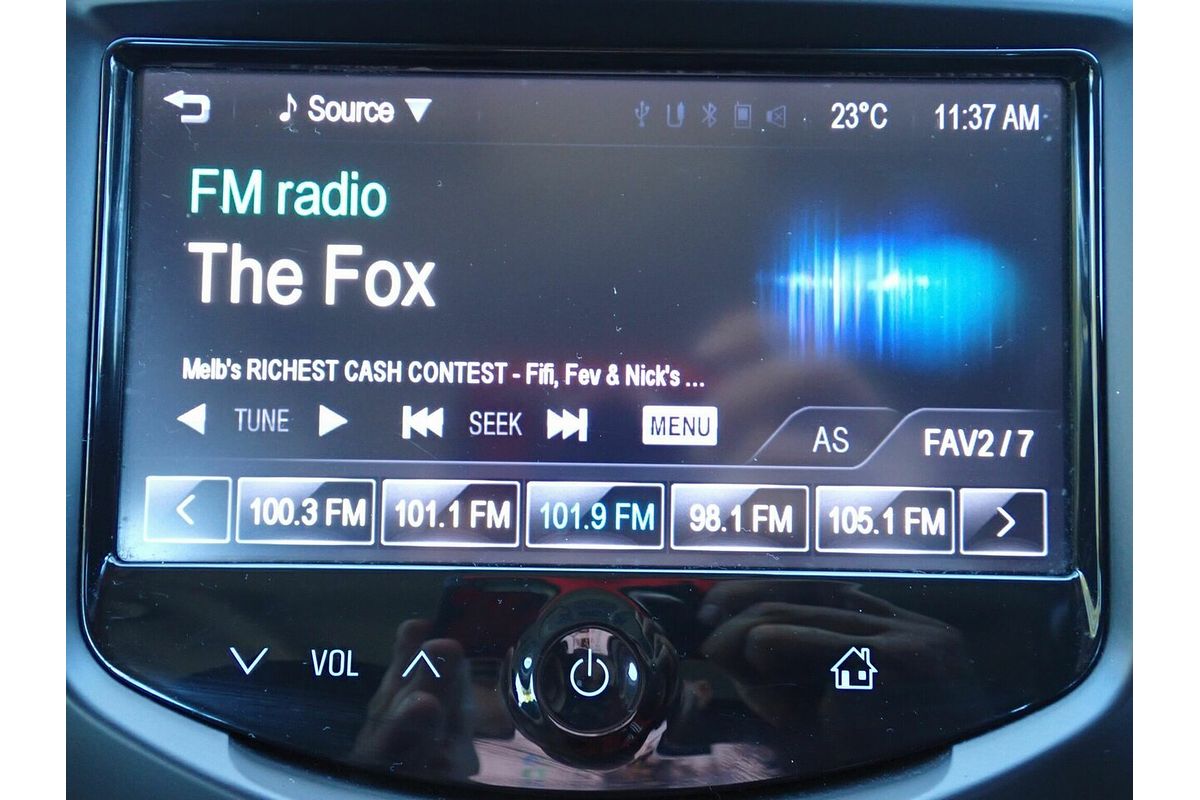 Source 23°C 11:37 AM
FM radio
The Fox
Melb's RICHEST CASH CONTEST - Fifi, Fev & Nick's ...
TUNE SEEK MENU AS FAV2 / 7
100.3 FM 101.1 FM 101.9 FM 98.1 FM 105.1 FM
VOL